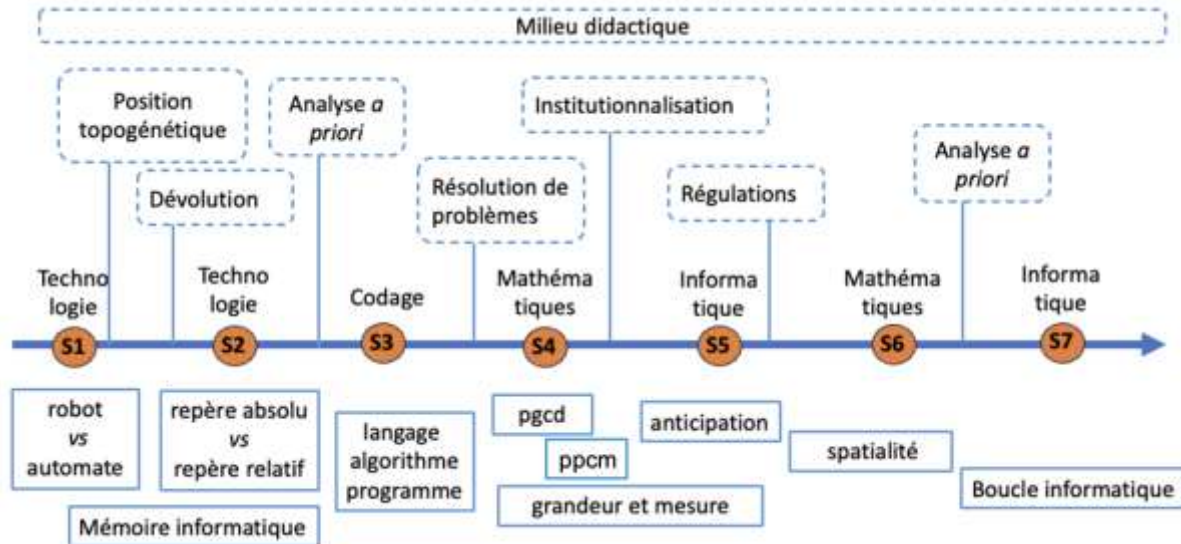 Milieu didactique
Position
topogénétique
Analyse a
priori
Institutionnalisation
Dévolution
Résolution de
problèmes
Régulations
Analyse a
priori
Techno
logie
Techno
logie
Codage
Mathéma
tiques
Informa
tique
Mathéma
tiques
Informa
tique
S1
S2
S3
S4
S5
S6
S7
robot
vs
automate
repère absolu
vs
repère relatif
Mémoire informatique
langage
algorithme
programme
pgcd
ppcm
grandeur et mesure
anticipation
spatialité
Boucle informatique